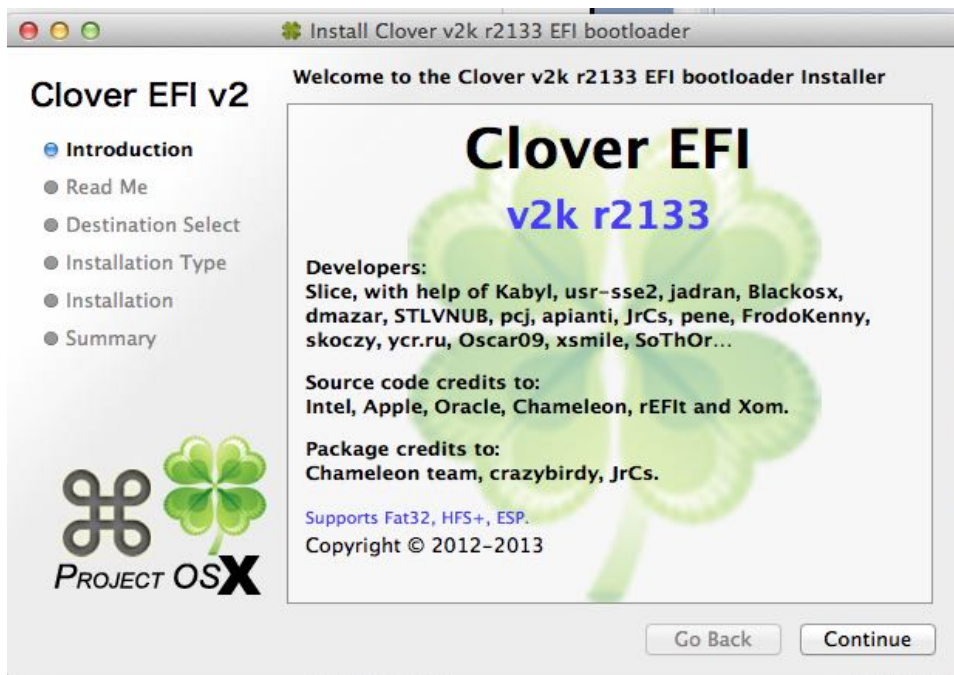 Install Clover v2k r2133 EFI bootloader
Clover EFI v2
Introduction
Read Me
Destination Select
Installation Type
Installation
Summary
PROJECT OSX
Welcome to the Clover v2k r2133 EFI bootloader Installer
Clover EFI
v2k r2133
Developers:
Slice, with help of Kabyl, usr-sse2, jadran, Blackosx,
dmazar, STLVNUB, pcj, apianti, JrCs, pene, FrodoKenny,
skoczy, ycr.ru, Oscar09, xsmile, SoThOr...
Source code credits to:
Intel, Apple, Oracle, Chameleon, rEFIt and Xom.
Package credits to:
Chameleon team, crazybirdy, JrCs.
Supports Fat32, HFS+, ESP.
Copyright © 2012-2013
Go Back
Continue